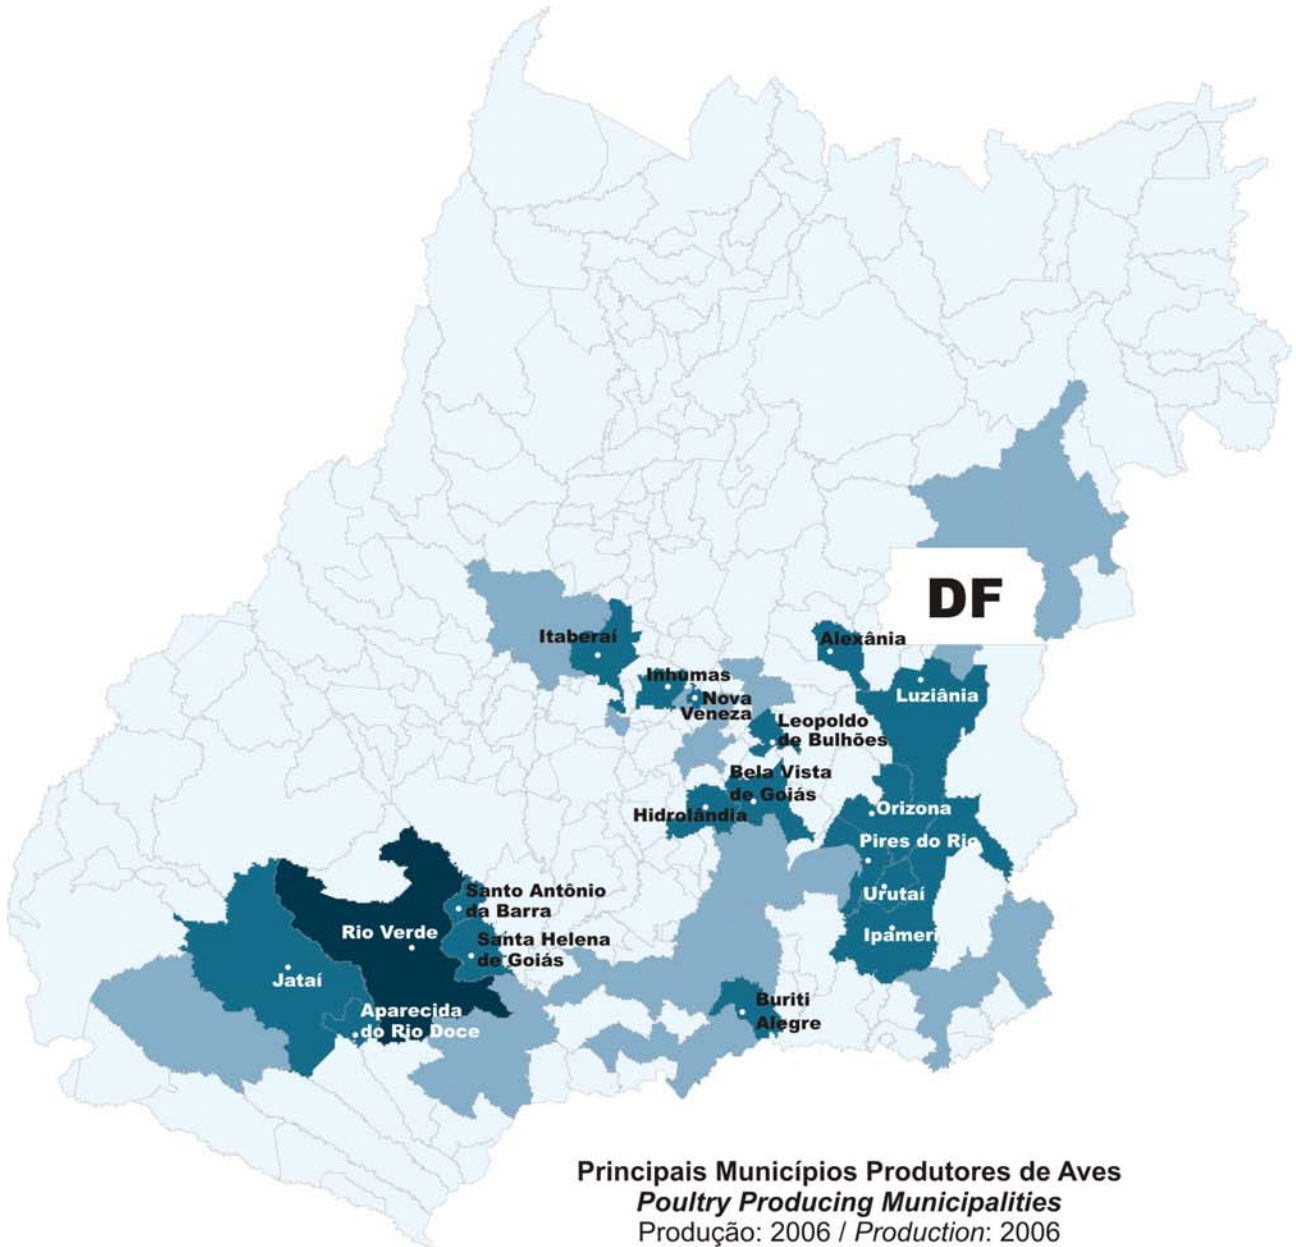 DF
Itaberaí
Alexânia
Inhumas
Luziânia
Nova
Veneza
Leopoldo
de Bulhões
Bela Vista
de Goiás
Orizona
Hidrolândia
Pires do Rio
Urutaí
Santo Antônio
da Barra
Rio Verde
Ipameri
Santa Helena
de Goiás
Jataí
Buriti
Alegre
Aparecida
do Rio Doce
Principais Municípios Produtores de Aves
Poultry Producing Municipalities
Produção: 2006 / Production: 2006